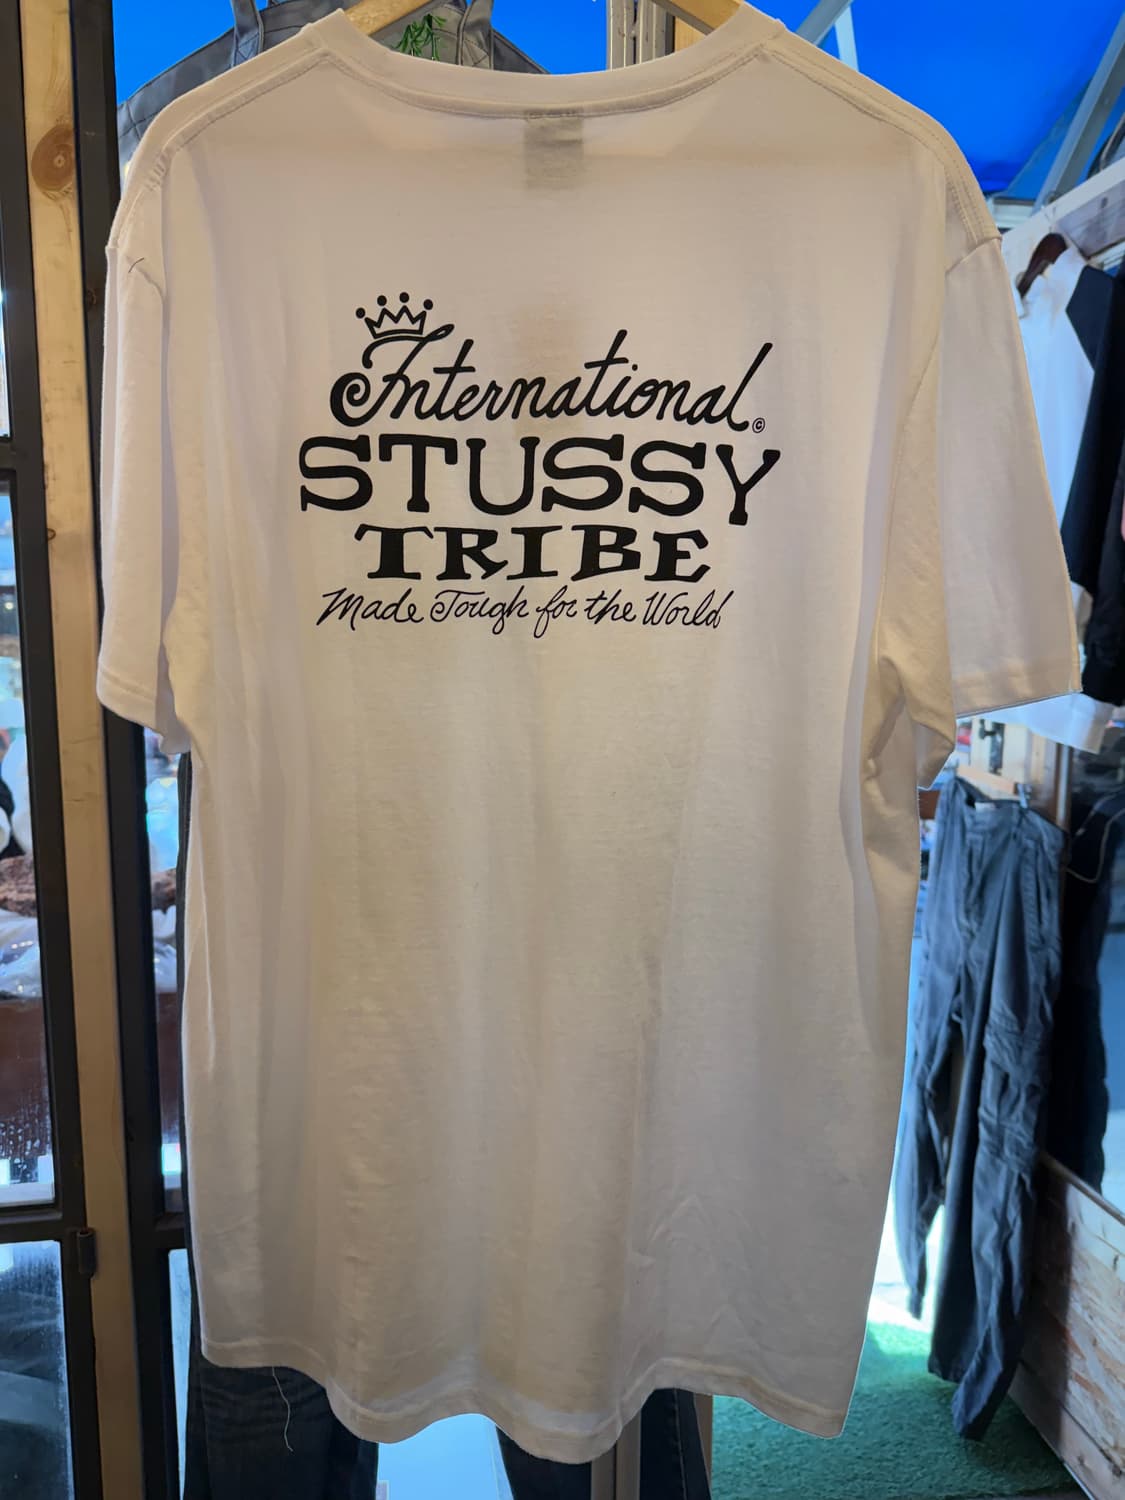 International ©
STUSSY
TRIBE
Made Tough for the World